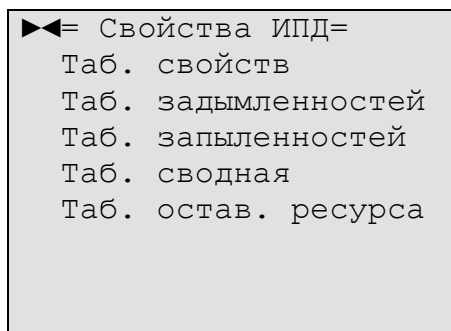 ►◄= Свойства ИПД=
Таб. свойств
Таб. задымленностей
Таб. запыленностей
Таб. сводная
Таб. остав. ресурса